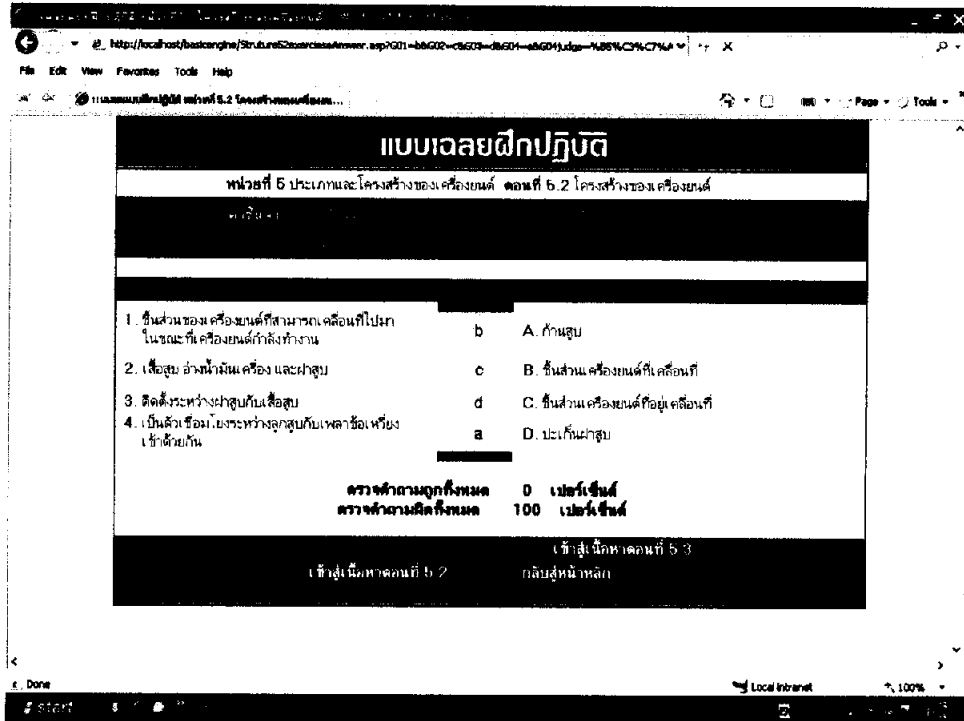 http://localhost/basicengine/Struture52exerciseAnswer.asp?G01=b&G02=c&G03=d&G04=a&G04judge=%B6%C3%C7%A
File Edit View Favorites Tools Help
Page Tools
แบบเฉลยฝึกปฏิบัติ
หน่วยที่ 5 ประเภทและโครงสร้างของเครื่องยนต์ ตอนที่ 5.2 โครงสร้างของเครื่องยนต์
1. ชิ้นส่วนของเครื่องยนต์ที่สามารถเคลื่อนที่ไปมา
ในขณะที่เครื่องยนต์กำลังทำงาน
b A. ก้านสูบ
2. เสื้อสูบ อ่างน้ำมันเครื่อง และฝาสูบ c B. ชิ้นส่วนเครื่องยนต์ที่เคลื่อนที่
3. ติดตั้งระหว่างฝาสูบกับเสื้อสูบ d C. ชิ้นส่วนเครื่องยนต์ที่อยู่เคลื่อนที่
4. เป็นตัวเชื่อมโยงระหว่างลูกสูบกับเพลาข้อเหวี่ยง
เข้าด้วยกัน
a D. ปะเก็นฝาสูบ
ตรวจคำถามถูกทั้งหมด 0 เปอร์เซ็นต์
ตรวจคำถามผิดทั้งหมด 100 เปอร์เซ็นต์
เข้าสู่เนื้อหาตอนที่ 5.3
เข้าสู่เนื้อหาตอนที่ 5.2 กลับสู่หน้าหลัก
Done Local intranet 100%
start